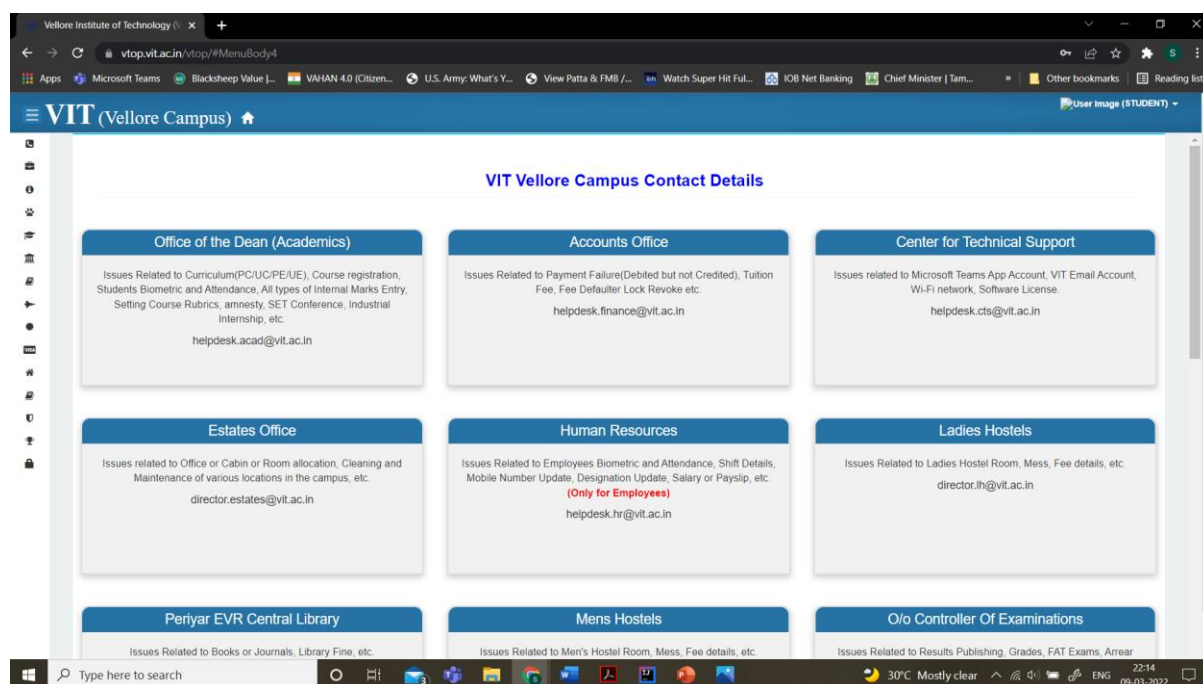 Vellore Institute of Technology (V
vtop.vit.ac.in/vtop/#MenuBody4
S
Apps
Microsoft Teams
Blacksheep Value |...
VAHAN 4.0 (Citizen...
U.S. Army: What's Y...
View Patta & FMB /...
Watch Super Hit Ful...
IOB Net Banking
Chief Minister | Tam...
»
Other bookmarks
Reading list
VIT (Vellore Campus)
User Image (STUDENT)
VIT Vellore Campus Contact Details
Office of the Dean (Academics)
Issues Related to Curriculum(PC/UC/PE/UE), Course registration,
Students Biometric and Attendance, All types of Internal Marks Entry,
Setting Course Rubrics, amnesty, SET Conference, Industrial
Internship, etc.
helpdesk.acad@vit.ac.in
Accounts Office
Issues Related to Payment Failure(Debited but not Credited), Tuition
Fee, Fee Defaulter Lock Revoke etc.
helpdesk.finance@vit.ac.in
Center for Technical Support
Issues related to Microsoft Teams App Account, VIT Email Account,
Wi-Fi network, Software License.
helpdesk.cts@vit.ac.in
Estates Office
Issues related to Office or Cabin or Room allocation, Cleaning and
Maintenance of various locations in the campus, etc.
director.estates@vit.ac.in
Human Resources
Issues Related to Employees Biometric and Attendance, Shift Details,
Mobile Number Update, Designation Update, Salary or Payslip, etc.
(Only for Employees)
helpdesk.hr@vit.ac.in
Ladies Hostels
Issues Related to Ladies Hostel Room, Mess, Fee details, etc.
director.lh@vit.ac.in
Periyar EVR Central Library
Issues Related to Books or Journals, Library Fine, etc.
Mens Hostels
Issues Related to Men's Hostel Room, Mess, Fee details, etc.
O/o Controller Of Examinations
Issues Related to Results Publishing, Grades, FAT Exams, Arrear
Type here to search
30°C Mostly clear
ENG
22:14
09-03-2022